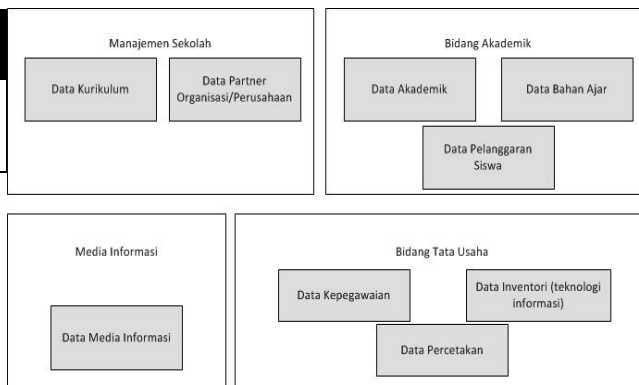 Manajemen Sekolah
Data Kurikulum
Data Partner
Organisasi/Perusahaan
Bidang Akademik
Data Akademik
Data Bahan Ajar
Data Pelanggaran
Siswa
Media Informasi
Data Media Informasi
Bidang Tata Usaha
Data Kepegawaian
Data Inventori (teknologi
informasi)
Data Percetakan